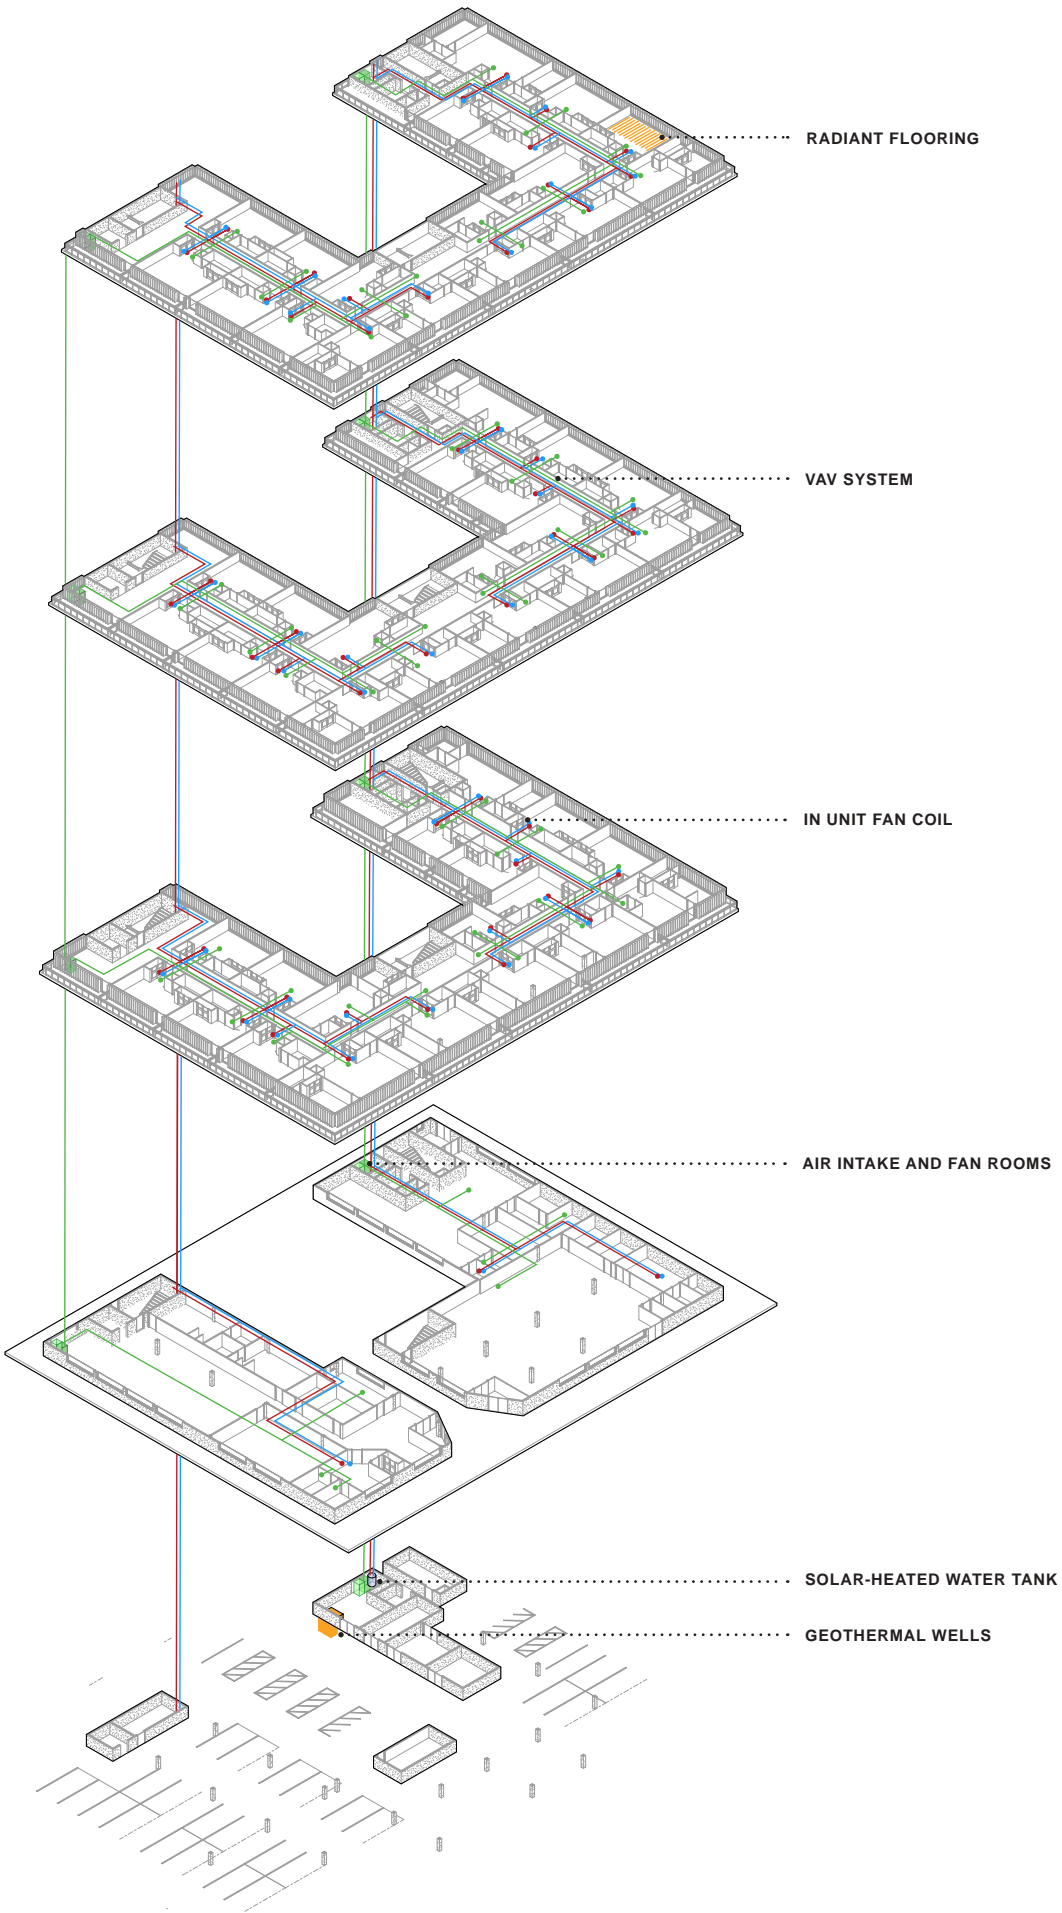 RADIANT FLOORING
VAV SYSTEM
IN UNIT FAN COIL
AIR INTAKE AND FAN ROOMS
SOLAR-HEATED WATER TANK
GEOTHERMAL WELLS